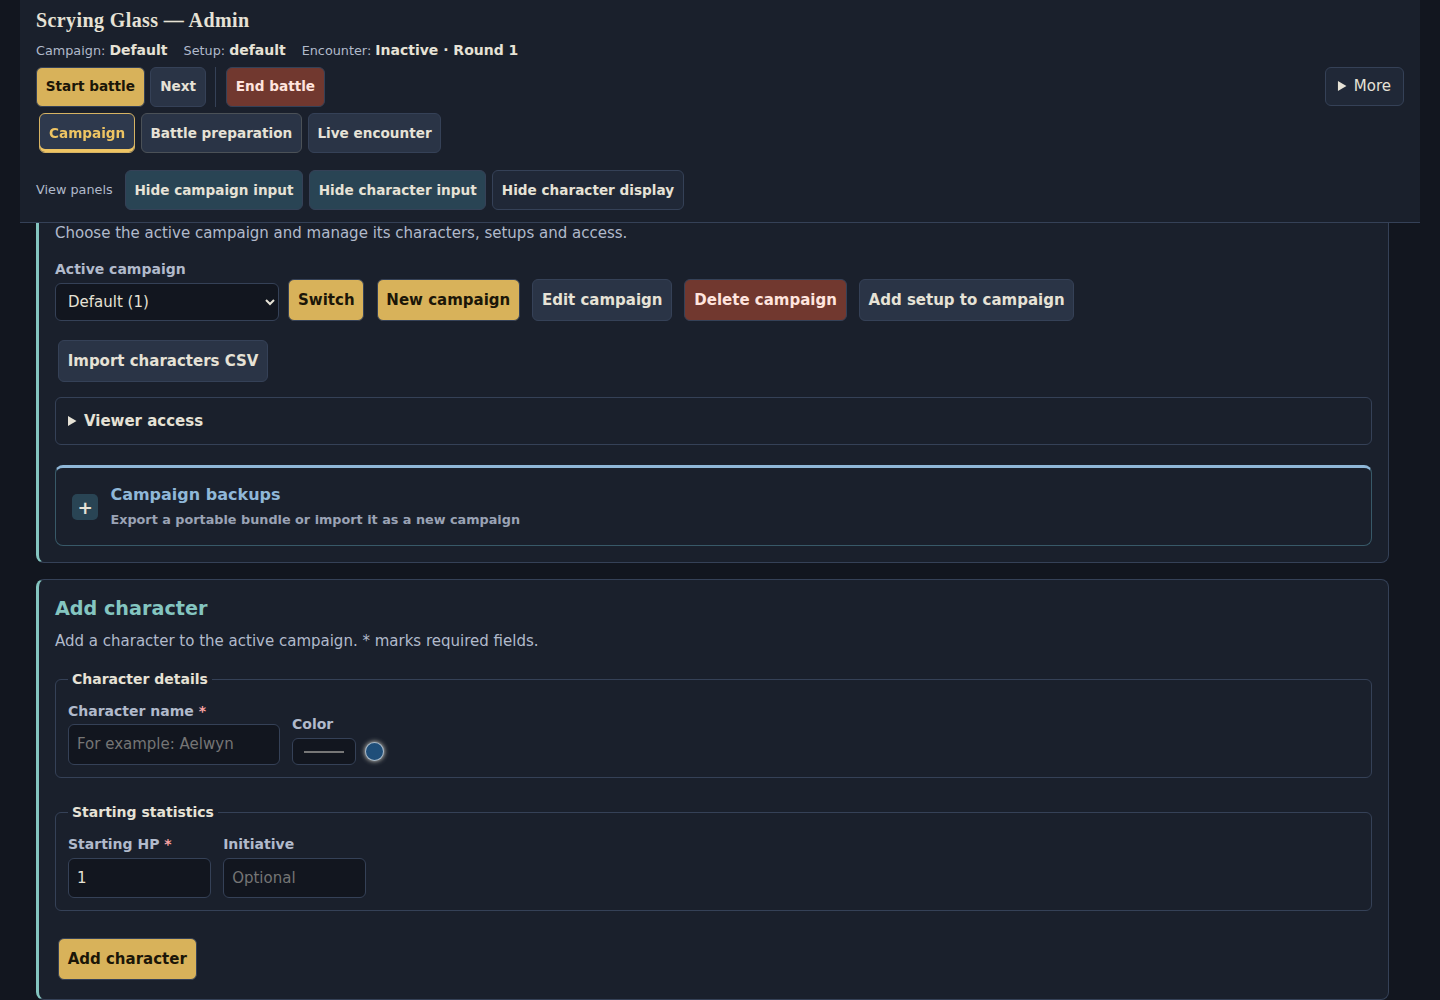 Scrying Glass — Admin
Campaign: Default Setup: default Encounter: Inactive · Round 1
Start battle Next End battle More
Campaign Battle preparation Live encounter
View panels Hide campaign input Hide character input Hide character display
Choose the active campaign and manage its characters, setups and access.
Active campaign
Default (1) Switch New campaign Edit campaign Delete campaign Add setup to campaign
Import characters CSV
Viewer access
+ Campaign backups
Export a portable bundle or import it as a new campaign
Add character
Add a character to the active campaign. * marks required fields.
Character details
Character name *
Color
For example: Aelwyn
Starting statistics
Starting HP * Initiative
1 Optional
Add character